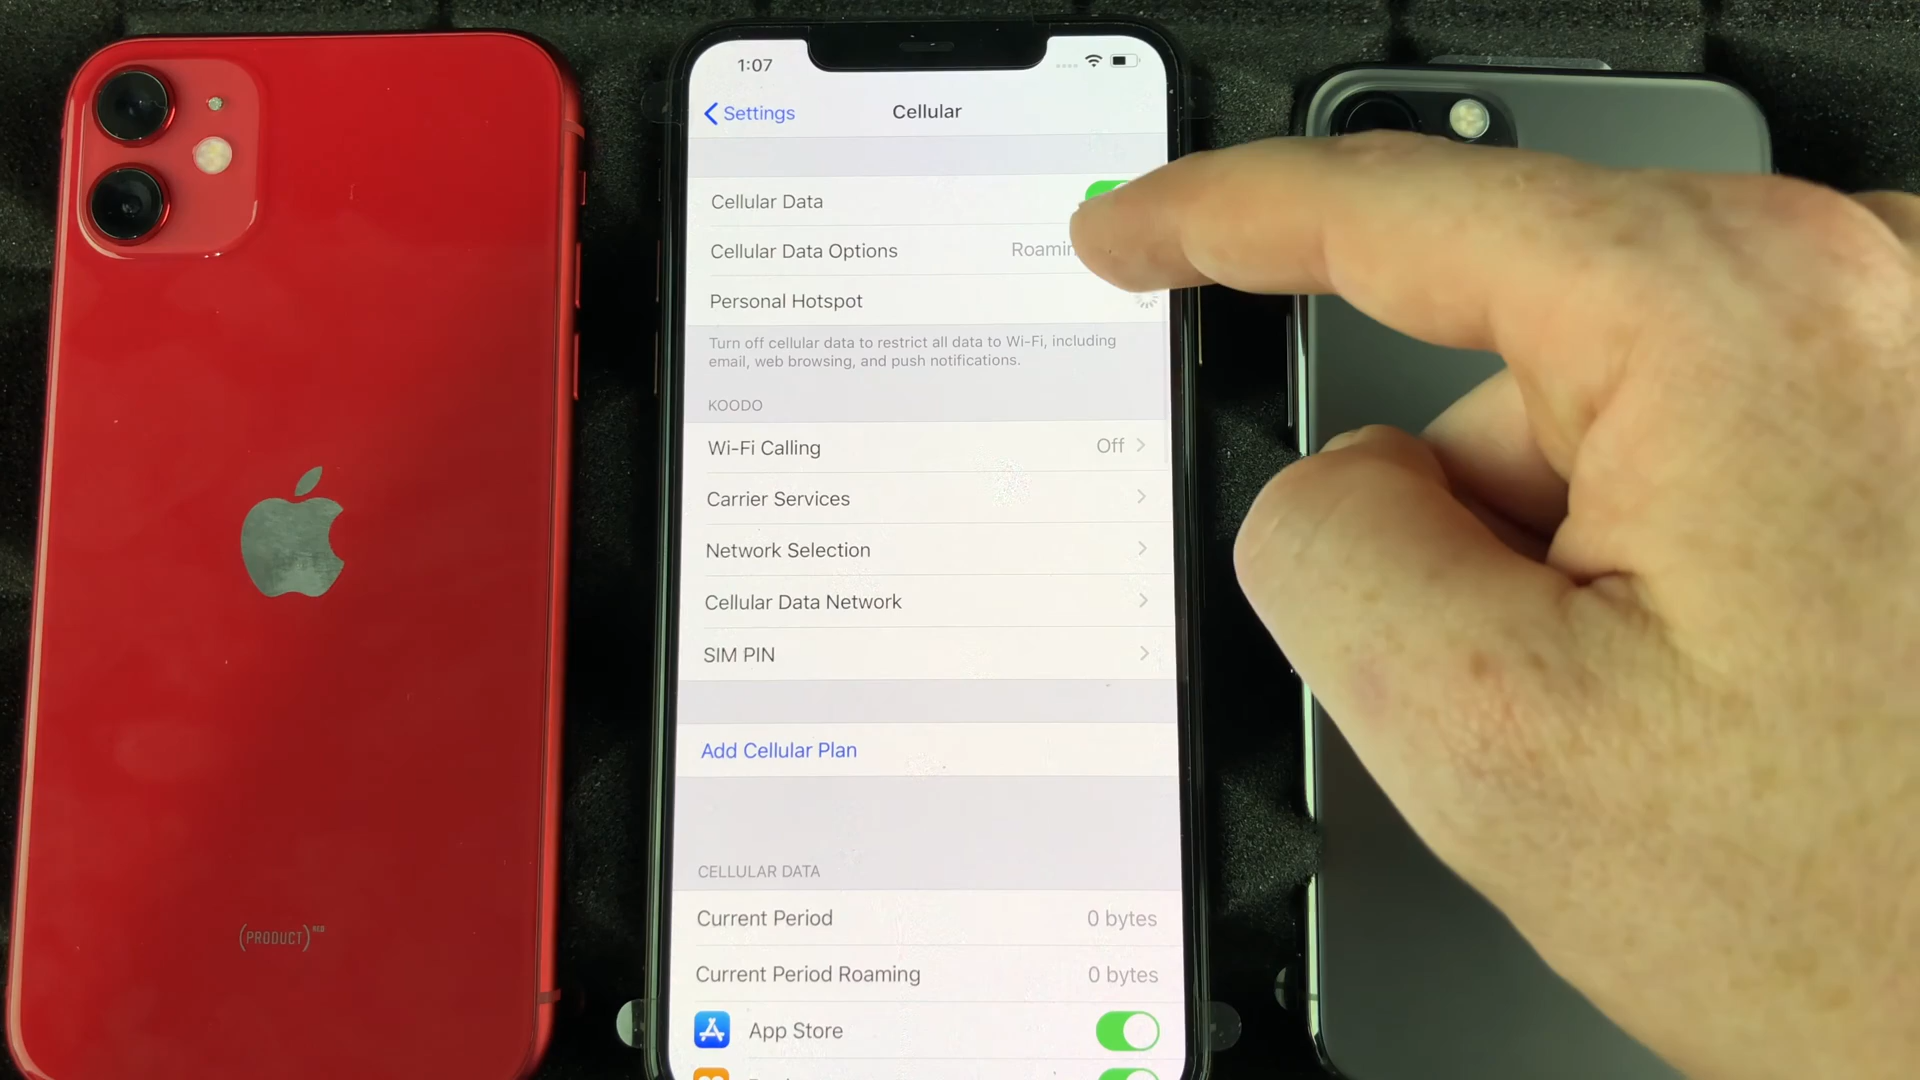 1:07
Settings
Cellular
Cellular Data
Cellular Data Options
Personal Hotspot
Turn off cellular data to restrict all data to Wi-Fi, including
email, web browsing, and push notifications.
KOODO
Wi-Fi Calling Off
Carrier Services
Network Selection
Cellular Data Network
SIM PIN
Add Cellular Plan
CELLULAR DATA
Current Period 0 bytes
Current Period Roaming 0 bytes
App Store
(PRODUCT)RED